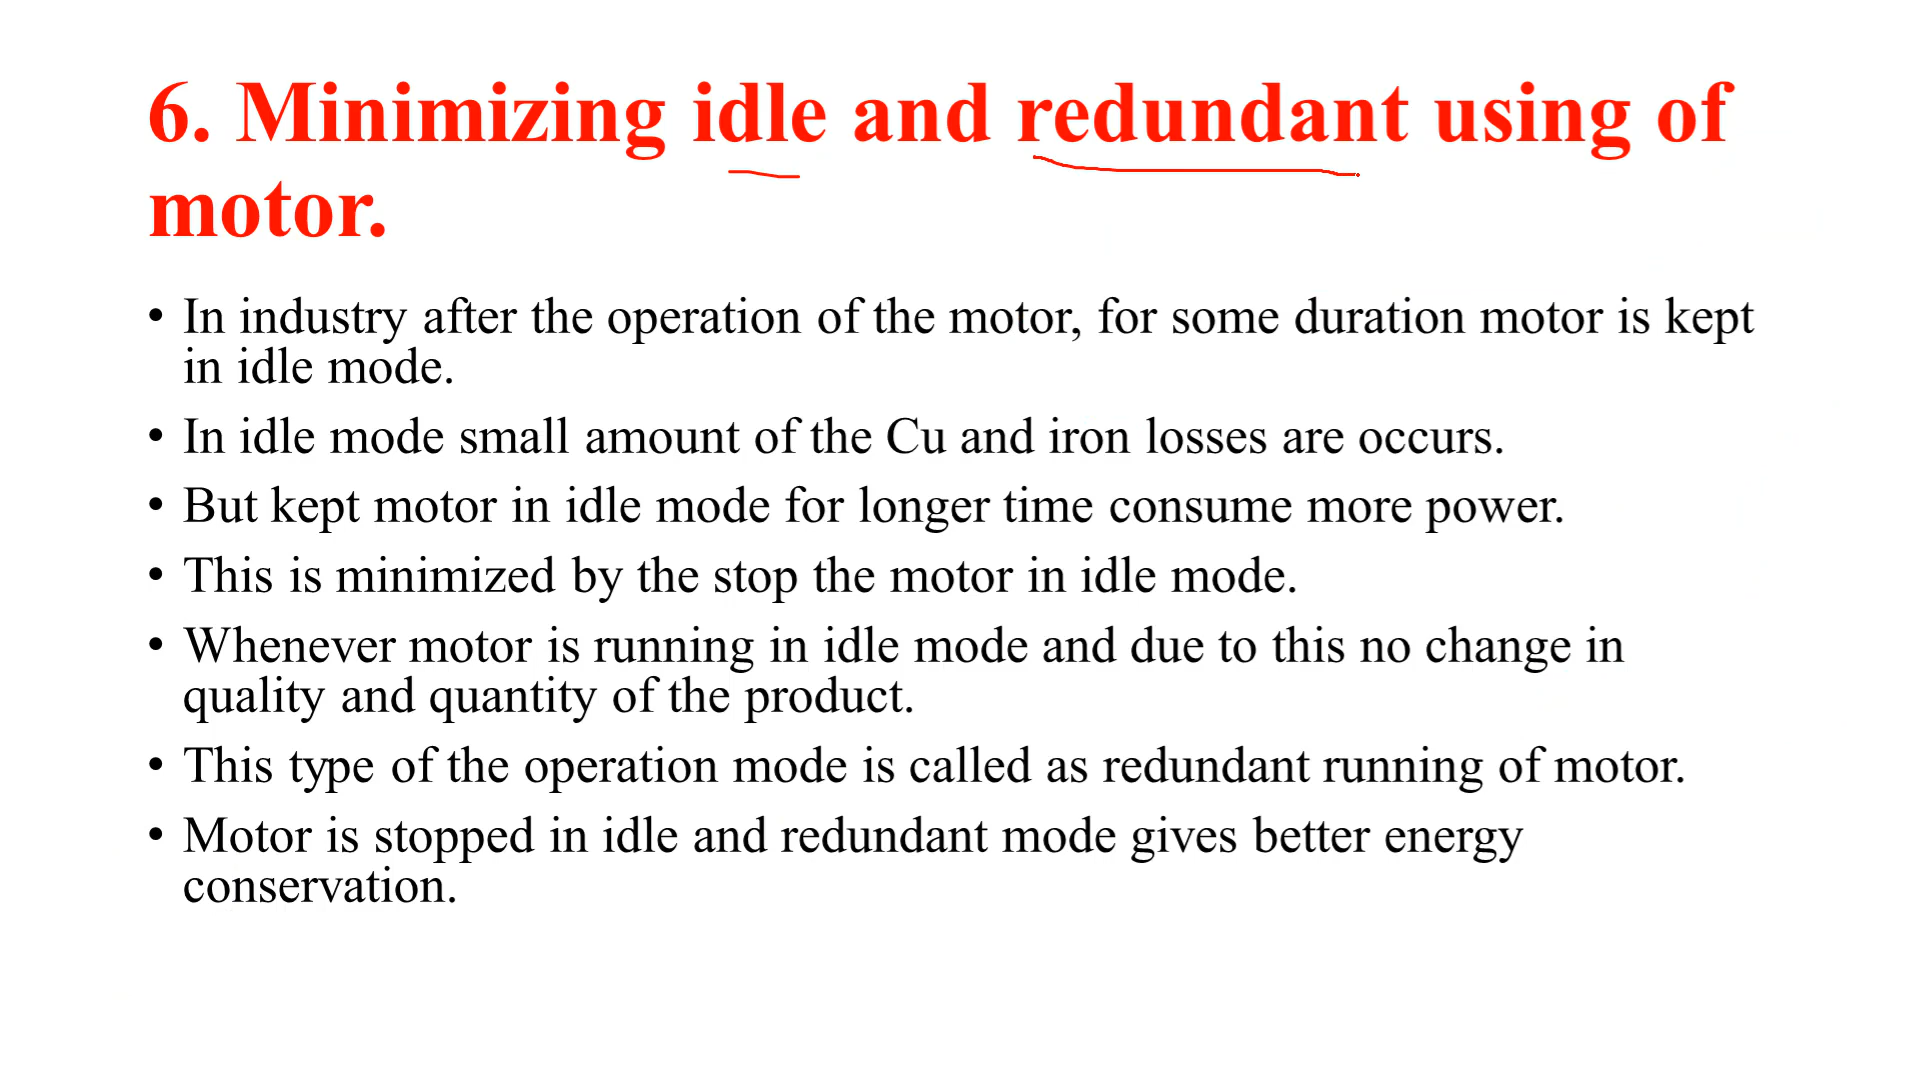 6. Minimizing idle and redundant using of
motor.
• In industry after the operation of the motor, for some duration motor is kept
in idle mode.
• In idle mode small amount of the Cu and iron losses are occurs.
• But kept motor in idle mode for longer time consume more power.
• This is minimized by the stop the motor in idle mode.
• Whenever motor is running in idle mode and due to this no change in
quality and quantity of the product.
• This type of the operation mode is called as redundant running of motor.
• Motor is stopped in idle and redundant mode gives better energy
conservation.